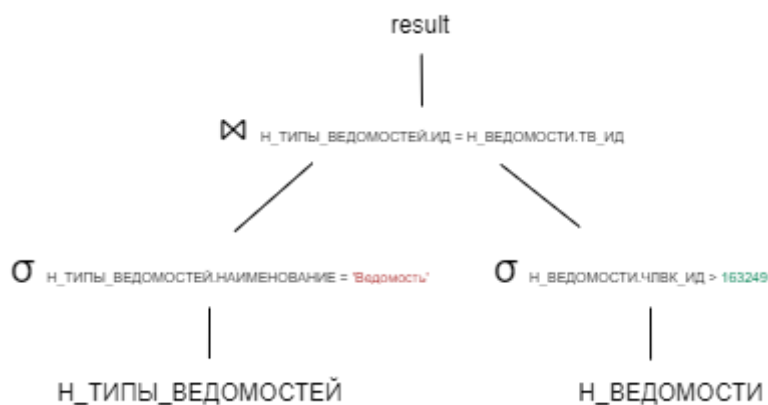 result
⋈ Н_ТИПЫ_ВЕДОМОСТЕЙ.ИД = Н_ВЕДОМОСТИ.ТВ_ИД
σ Н_ТИПЫ_ВЕДОМОСТЕЙ.НАИМЕНОВАНИЕ = 'Ведомость'
σ Н_ВЕДОМОСТИ.ЧЛВК_ИД > 163249
Н_ТИПЫ_ВЕДОМОСТЕЙ
Н_ВЕДОМОСТИ